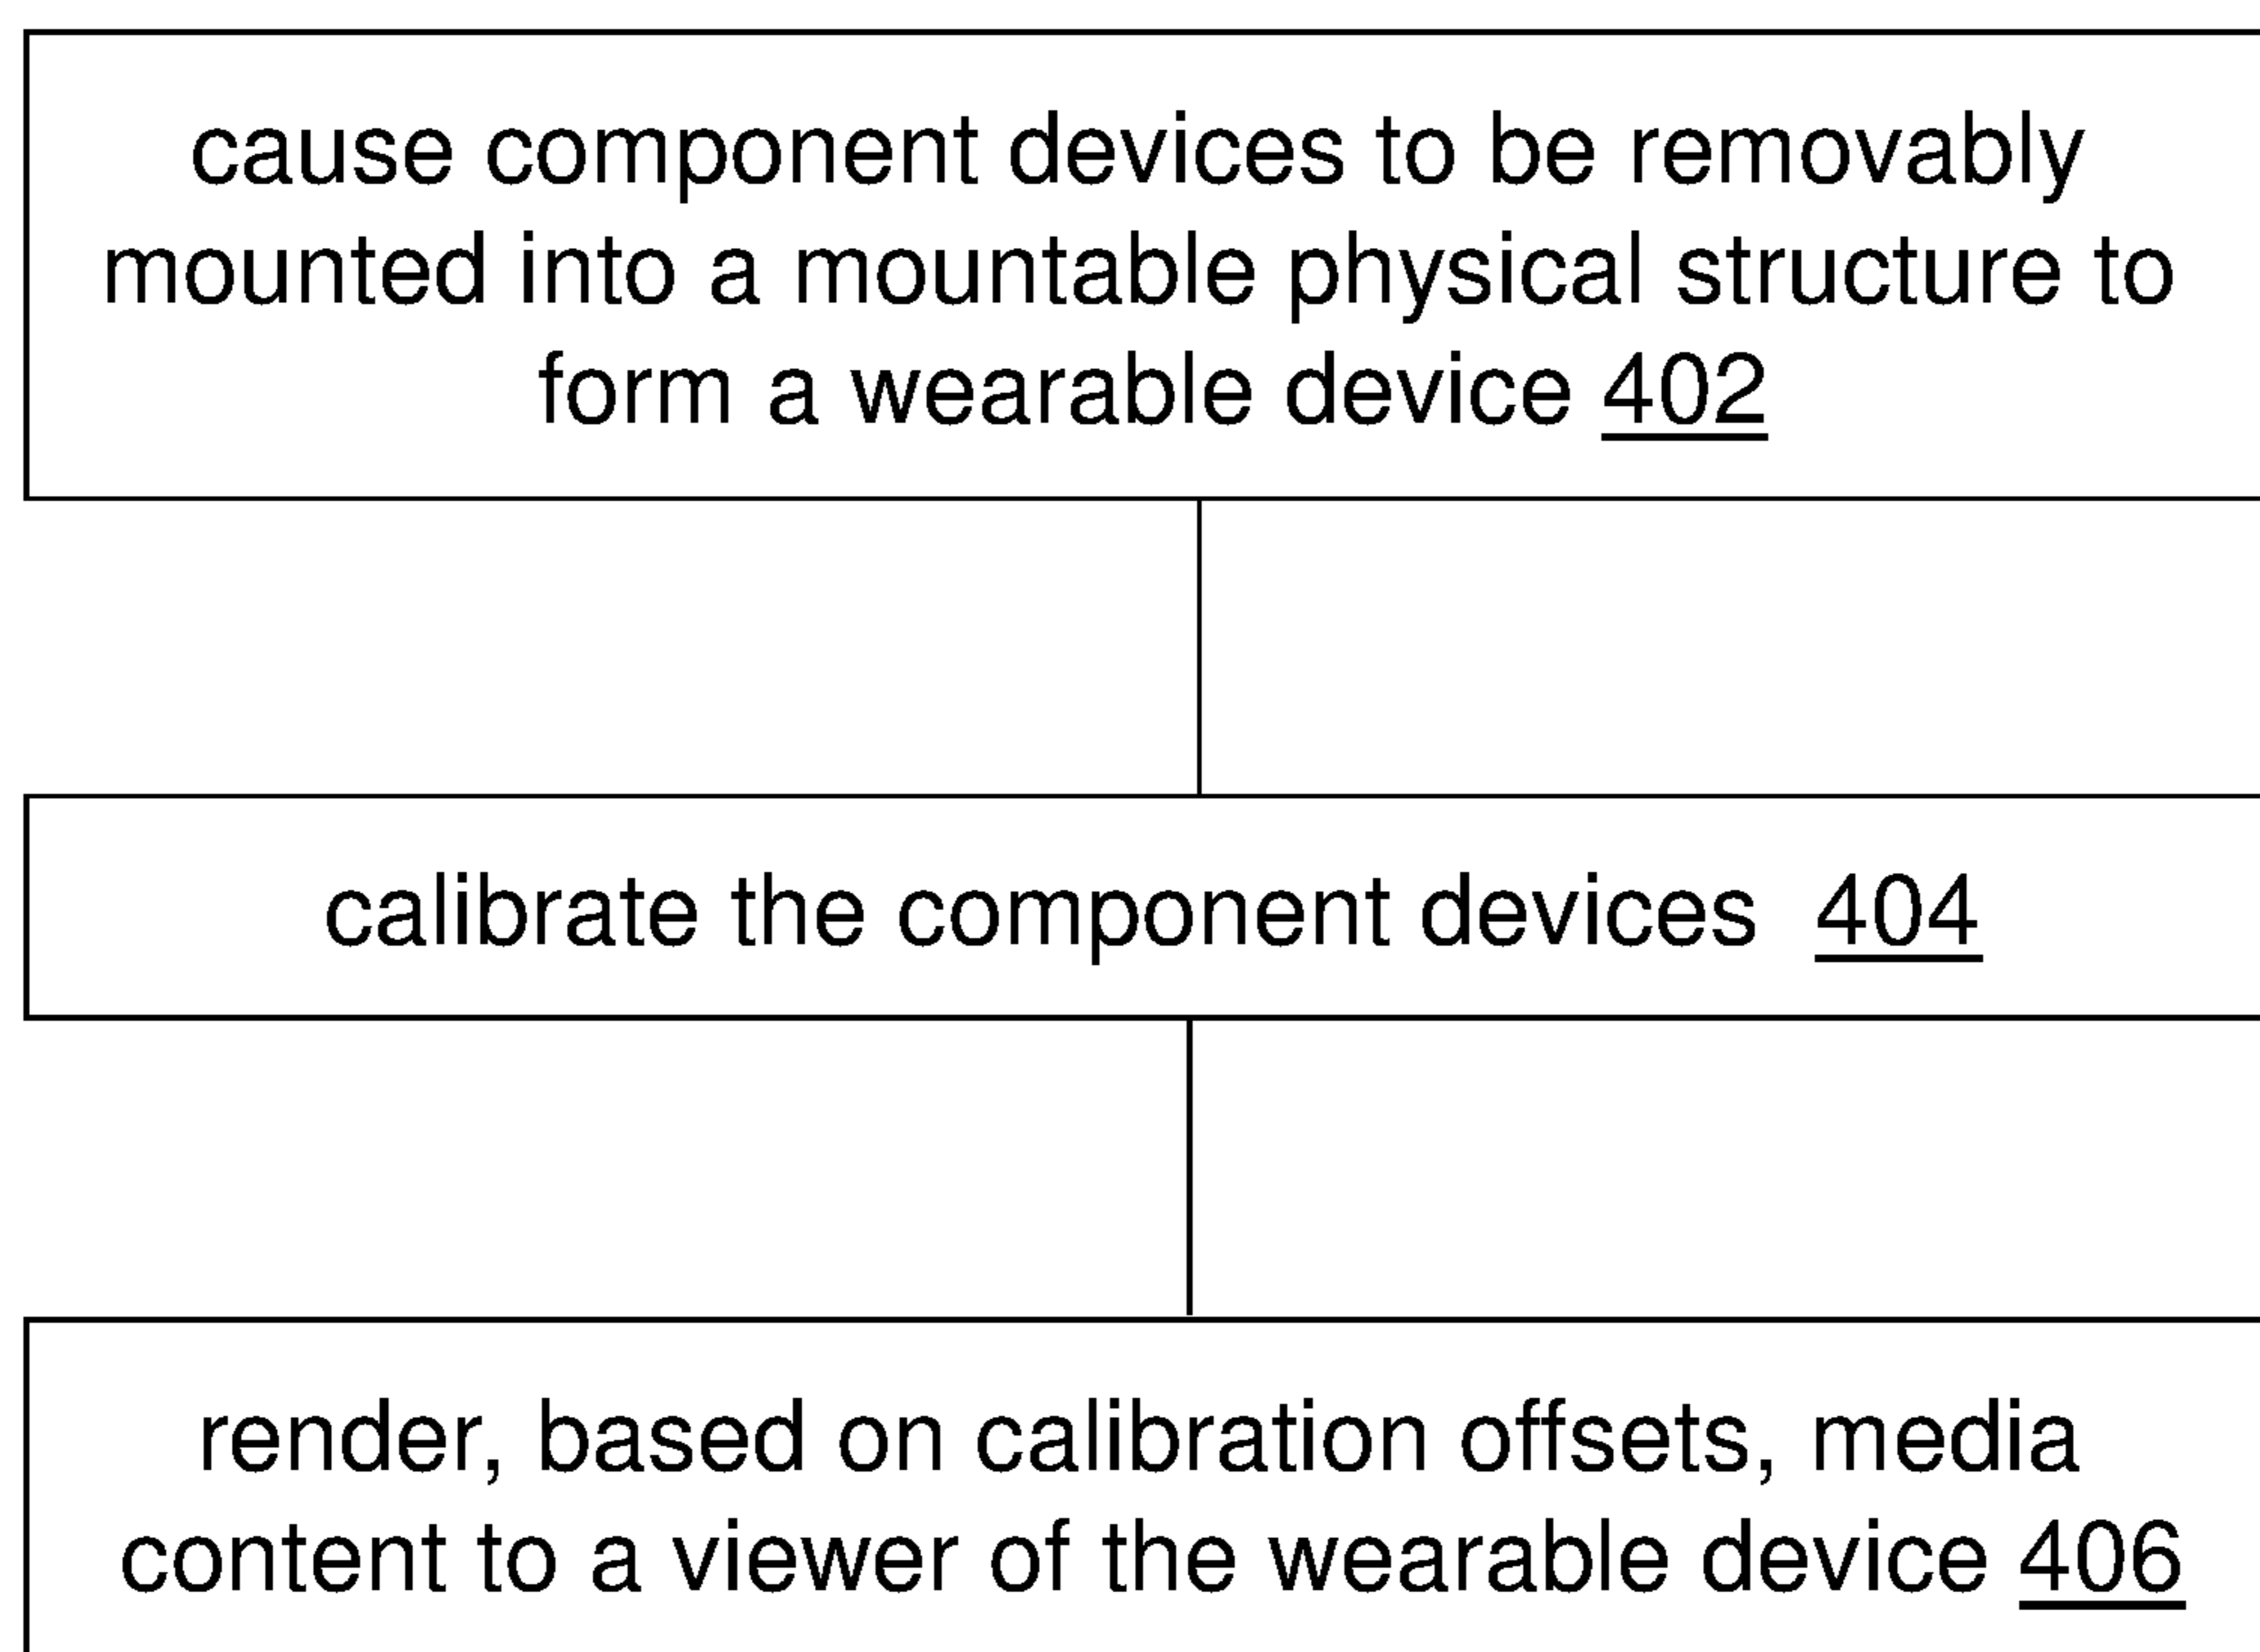 cause component devices to be removably
mounted into a mountable physical structure to
form a wearable device 402
calibrate the component devices 404
render, based on calibration offsets, media
content to a viewer of the wearable device 406